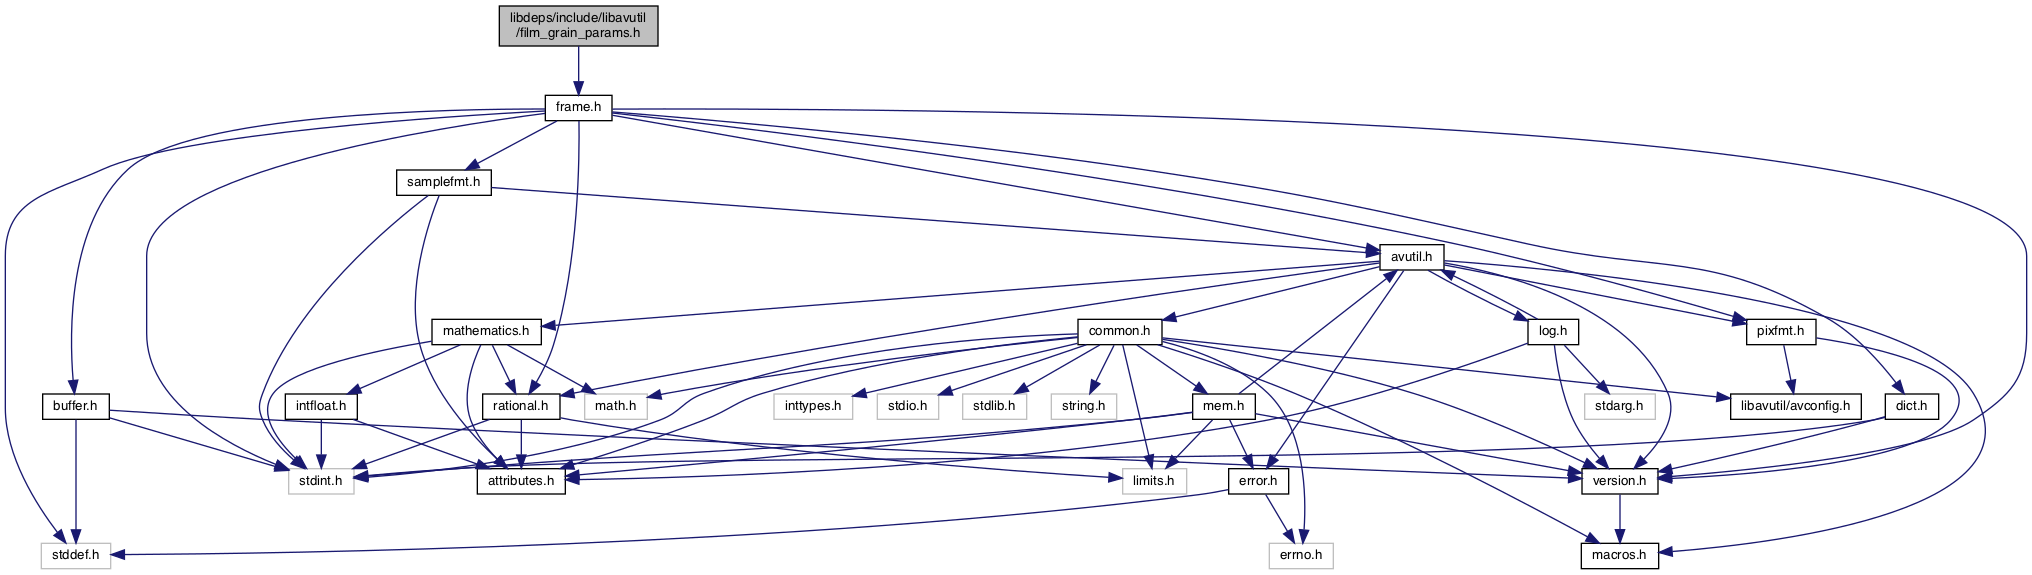 libdeps/include/libavutil
/film_grain_params.h
frame.h
samplefmt.h
avutil.h
mathematics.h
common.h
log.h
pixfmt.h
buffer.h
intfloat.h
rational.h
math.h
inttypes.h
stdio.h
stdlib.h
string.h
mem.h
stdarg.h
libavutil/avconfig.h
dict.h
stdint.h
attributes.h
limits.h
error.h
version.h
stddef.h
errno.h
macros.h